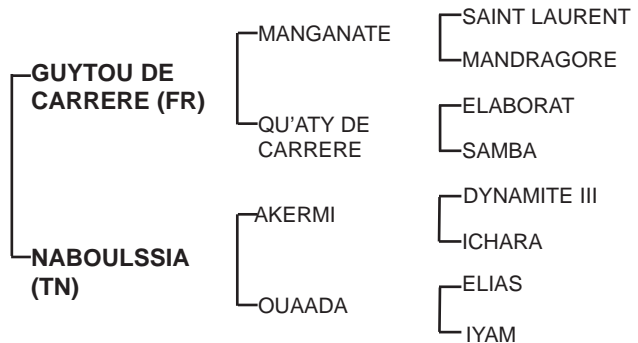 SAINT LAURENT
MANGANATE
MANDRAGORE
GUYTOU DE
CARRERE (FR)
ELABORAT
QU'ATY DE
CARRERE
SAMBA
DYNAMITE III
AKERMI
ICHARA
NABOULSSIA
(TN)
ELIAS
OUAADA
IYAM